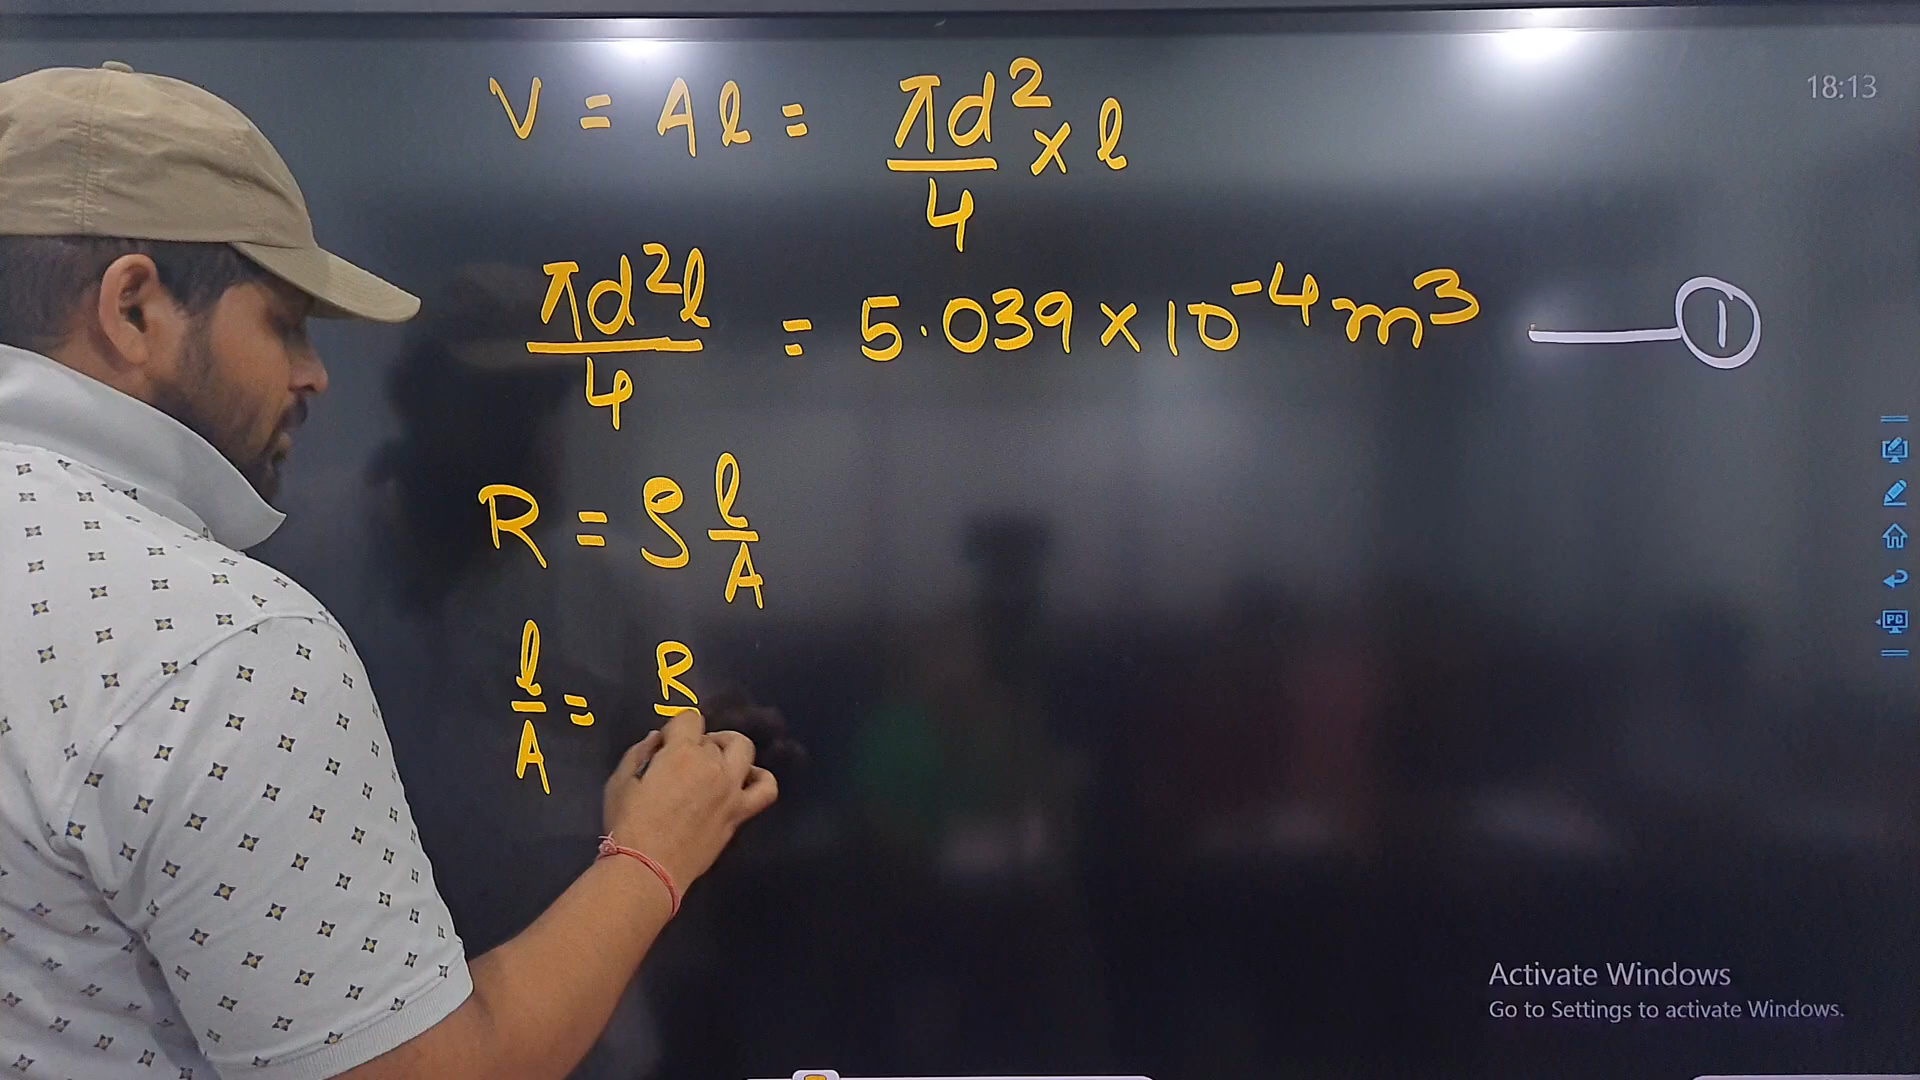 18:13
V = Al = πd²/4 × l
πd²l/4 = 5.039 × 10⁻⁴ m³ — ①
R = ρ l/A
l/A = R
PC
Activate Windows
Go to Settings to activate Windows.